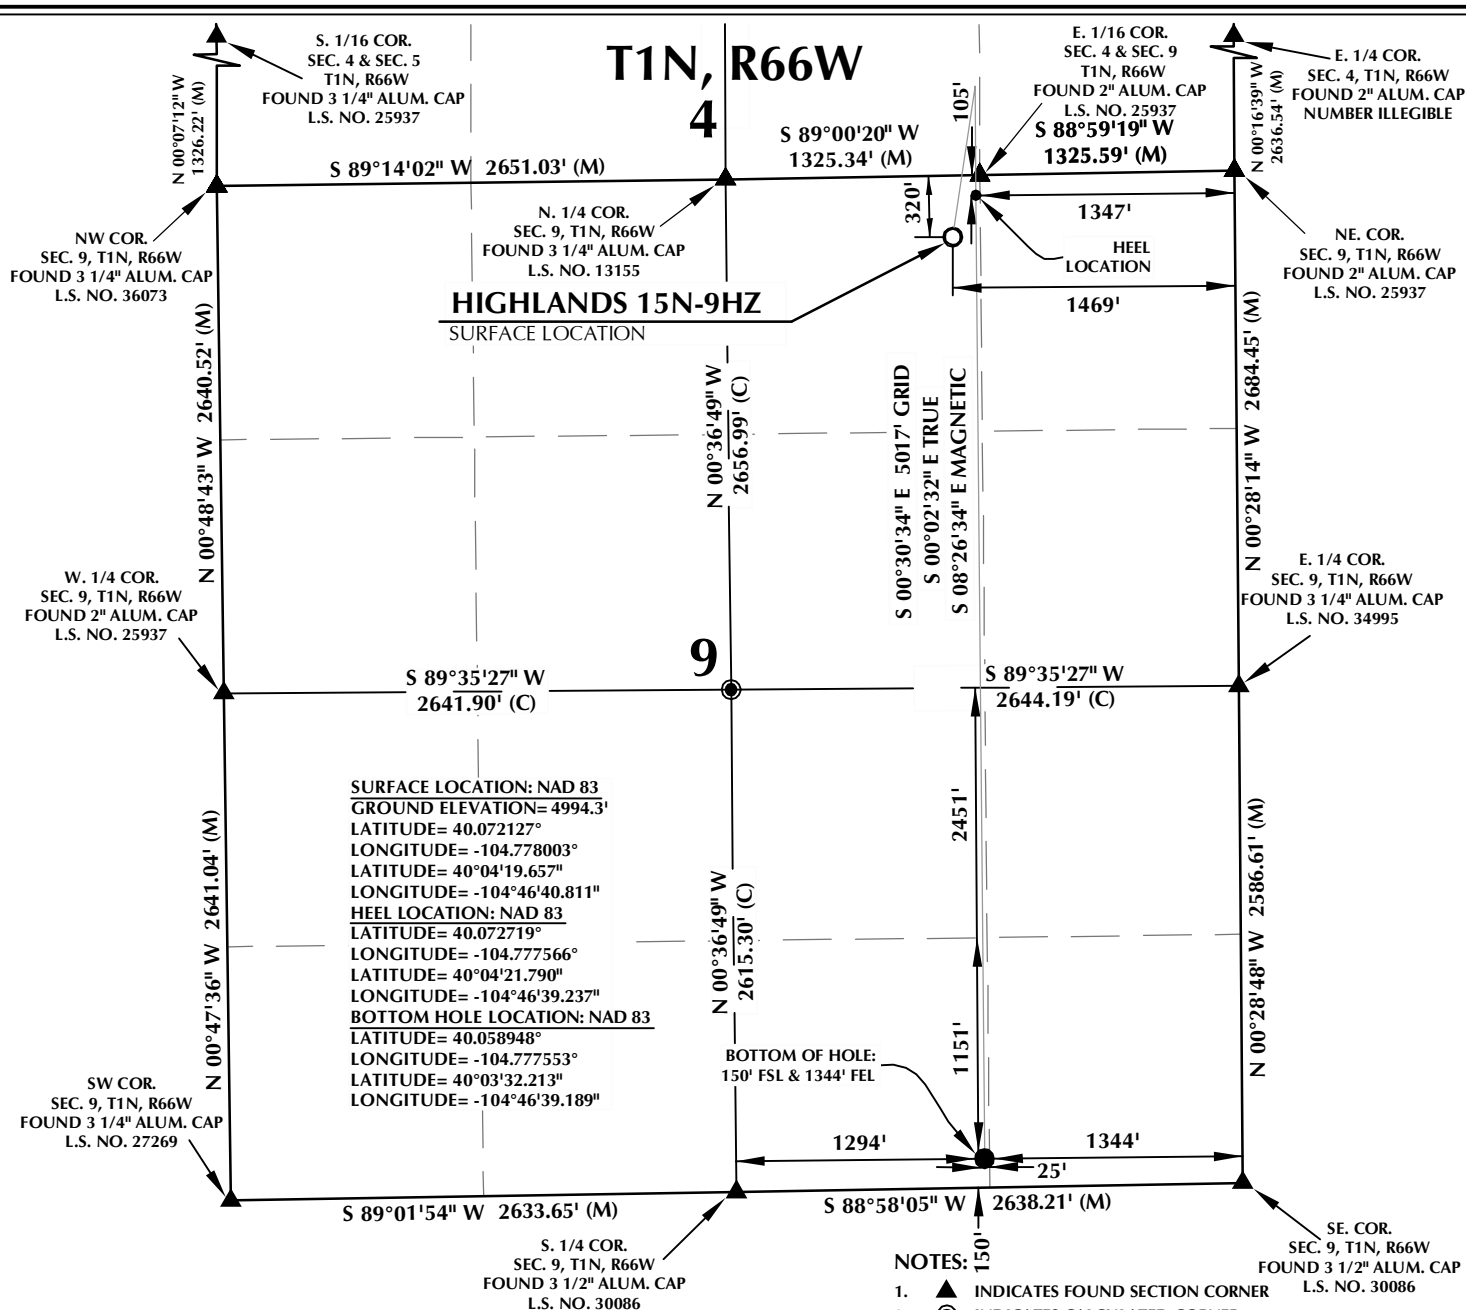 T1N, R66W
4
S. 1/16 COR.
SEC. 4 & SEC. 5
T1N, R66W
FOUND 3 1/4" ALUM. CAP
L.S. NO. 25937
E. 1/16 COR.
SEC. 4 & SEC. 9
T1N, R66W
FOUND 2" ALUM. CAP
L.S. NO. 25937
E. 1/4 COR.
SEC. 4, T1N, R66W
FOUND 2" ALUM. CAP
NUMBER ILLEGIBLE
N 00°07'12" W
1326.22' (M)
105'
N 00°16'39" W
2636.54' (M)
S 89°14'02" W 2651.03' (M)
S 89°00'20" W
1325.34' (M)
S 88°59'19" W
1325.59' (M)
NW COR.
SEC. 9, T1N, R66W
FOUND 3 1/4" ALUM. CAP
L.S. NO. 36073
N. 1/4 COR.
SEC. 9, T1N, R66W
FOUND 3 1/4" ALUM. CAP
L.S. NO. 13155
320'
1347'
HEEL
LOCATION
NE. COR.
SEC. 9, T1N, R66W
FOUND 2" ALUM. CAP
L.S. NO. 25937
HIGHLANDS 15N-9HZ
SURFACE LOCATION
1469'
N 00°48'43" W 2640.52' (M)
N 00°36'49" W
2656.99' (C)
S 00°30'34" E 5017' GRID
S 00°02'32" E TRUE
S 08°26'34" E MAGNETIC
N 00°28'14" W 2684.45' (M)
W. 1/4 COR.
SEC. 9, T1N, R66W
FOUND 2" ALUM. CAP
L.S. NO. 25937
E. 1/4 COR.
SEC. 9, T1N, R66W
FOUND 3 1/4" ALUM. CAP
L.S. NO. 34995
9
S 89°35'27" W
2641.90' (C)
S 89°35'27" W
2644.19' (C)
SURFACE LOCATION: NAD 83
GROUND ELEVATION= 4994.3'
LATITUDE= 40.072127°
LONGITUDE= -104.778003°
LATITUDE= 40°04'19.657"
LONGITUDE= -104°46'40.811"
HEEL LOCATION: NAD 83
LATITUDE= 40.072719°
LONGITUDE= -104.777566°
LATITUDE= 40°04'21.790"
LONGITUDE= -104°46'39.237"
BOTTOM HOLE LOCATION: NAD 83
LATITUDE= 40.058948°
LONGITUDE= -104.777553°
LATITUDE= 40°03'32.213"
LONGITUDE= -104°46'39.189"
N 00°47'36" W 2641.04' (M)
N 00°36'49" W
2615.30' (C)
2451'
1151'
N 00°28'48" W 2586.61' (M)
BOTTOM OF HOLE:
150' FSL & 1344' FEL
SW COR.
SEC. 9, T1N, R66W
FOUND 3 1/4" ALUM. CAP
L.S. NO. 27269
1294'
1344'
25'
S 89°01'54" W 2633.65' (M)
S 88°58'05" W 2638.21' (M)
150'
S. 1/4 COR.
SEC. 9, T1N, R66W
FOUND 3 1/2" ALUM. CAP
L.S. NO. 30086
SE. COR.
SEC. 9, T1N, R66W
FOUND 3 1/2" ALUM. CAP
L.S. NO. 30086
NOTES:
1. INDICATES FOUND SECTION CORNER
INDICATES CALCULATED CORNER